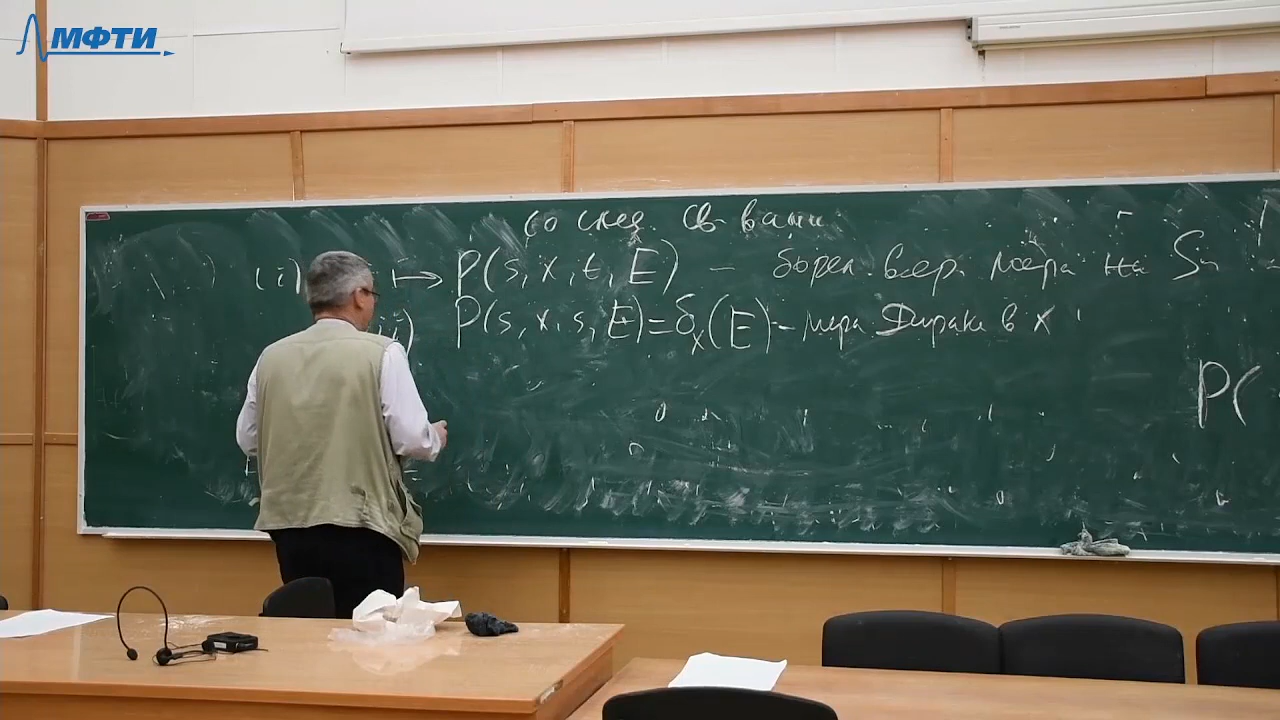 МФТИ
со след. св-вами
(i) ↦ P(s, x, t, E) – борел. вер. мера на S
(ii) P(s, x, s, E) = δₓ(E) – мера Дирака в x
P(